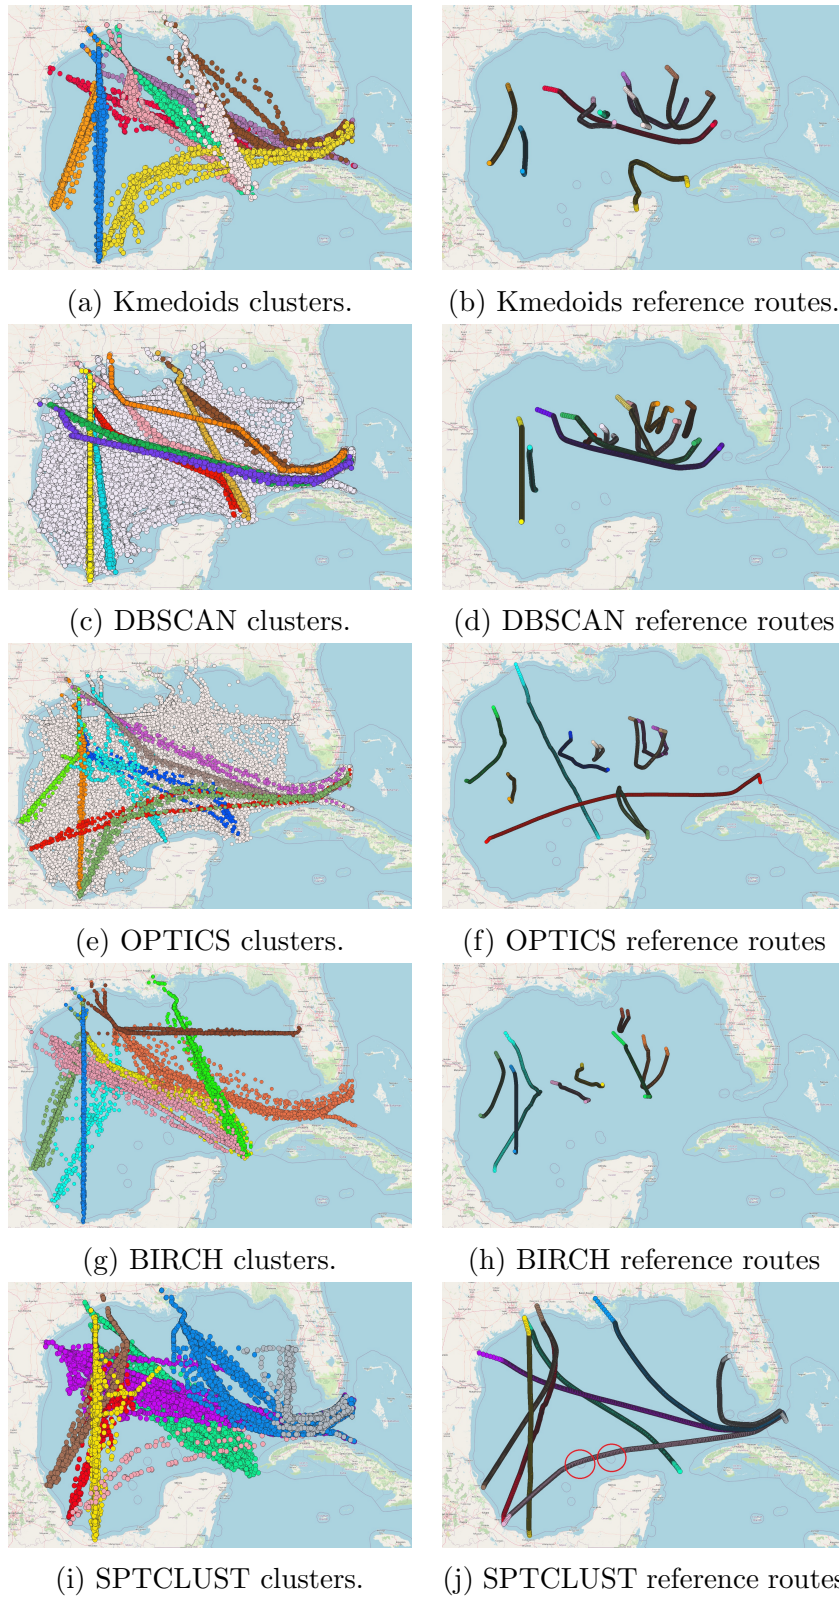 (a) Kmedoids clusters.
(b) Kmedoids reference routes.
(c) DBSCAN clusters.
(d) DBSCAN reference routes
(e) OPTICS clusters.
(f) OPTICS reference routes
(g) BIRCH clusters.
(h) BIRCH reference routes
(i) SPTCLUST clusters.
(j) SPTCLUST reference routes